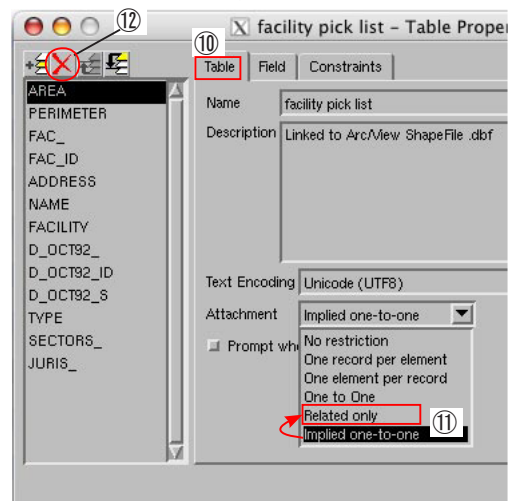 ⑫
X facility pick list – Table Prope
⑩
Table Field Constraints
AREA
PERIMETER
FAC_
FAC_ID
ADDRESS
NAME
FACILITY
D_OCT92_
D_OCT92_ID
D_OCT92_S
TYPE
SECTORS_
JURIS_
Name facility pick list
Description Linked to Arc/View ShapeFile .dbf
Text Encoding Unicode (UTF8)
Attachment Implied one-to-one
Prompt whe
No restriction
One record per element
One element per record
One to One
Related only
⑪
Implied one-to-one